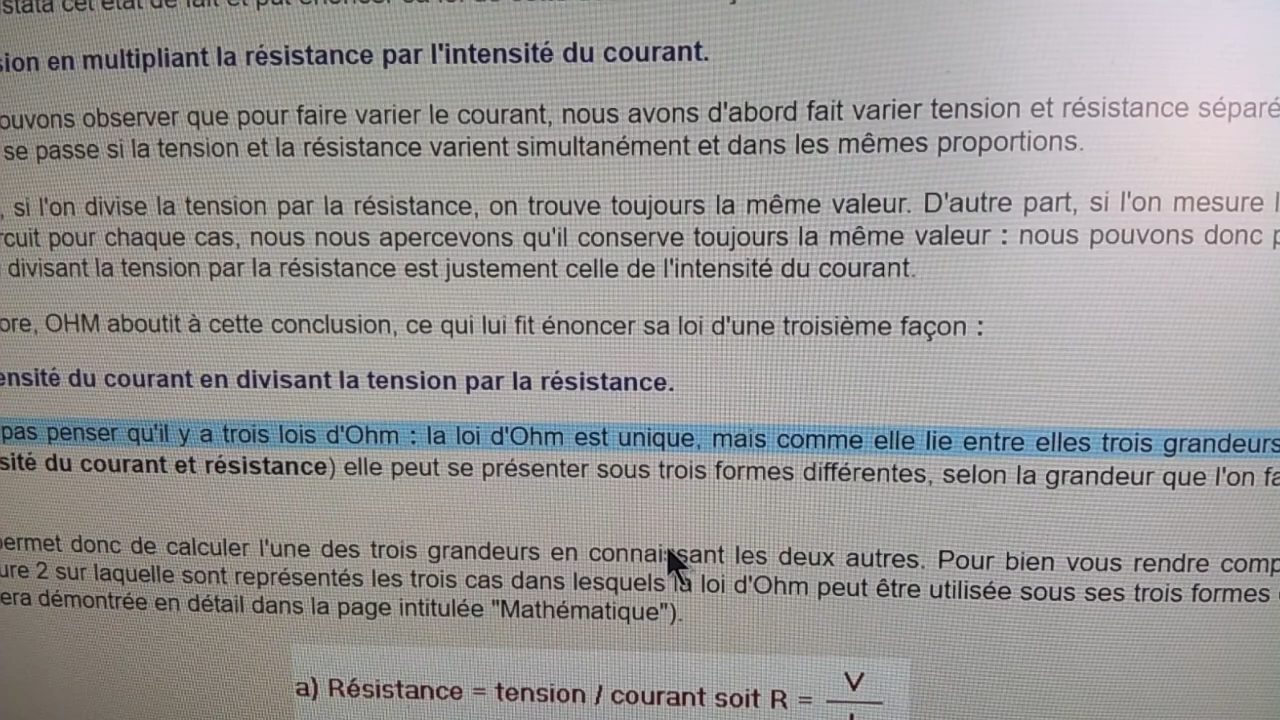 sion en multipliant la résistance par l'intensité du courant.
ouvons observer que pour faire varier le courant, nous avons d'abord fait varier tension et résistance séparé
se passe si la tension et la résistance varient simultanément et dans les mêmes proportions.
, si l'on divise la tension par la résistance, on trouve toujours la même valeur. D'autre part, si l'on mesure l
rcuit pour chaque cas, nous nous apercevons qu'il conserve toujours la même valeur : nous pouvons donc p
divisant la tension par la résistance est justement celle de l'intensité du courant.
ore, OHM aboutit à cette conclusion, ce qui lui fit énoncer sa loi d'une troisième façon :
ensité du courant en divisant la tension par la résistance.
pas penser qu'il y a trois lois d'Ohm : la loi d'Ohm est unique, mais comme elle lie entre elles trois grandeurs
sité du courant et résistance) elle peut se présenter sous trois formes différentes, selon la grandeur que l'on fa
permet donc de calculer l'une des trois grandeurs en connaissant les deux autres. Pour bien vous rendre comp
ure 2 sur laquelle sont représentés les trois cas dans lesquels la loi d'Ohm peut être utilisée sous ses trois formes
era démontrée en détail dans la page intitulée "Mathématique").
a) Résistance = tension / courant soit R = V